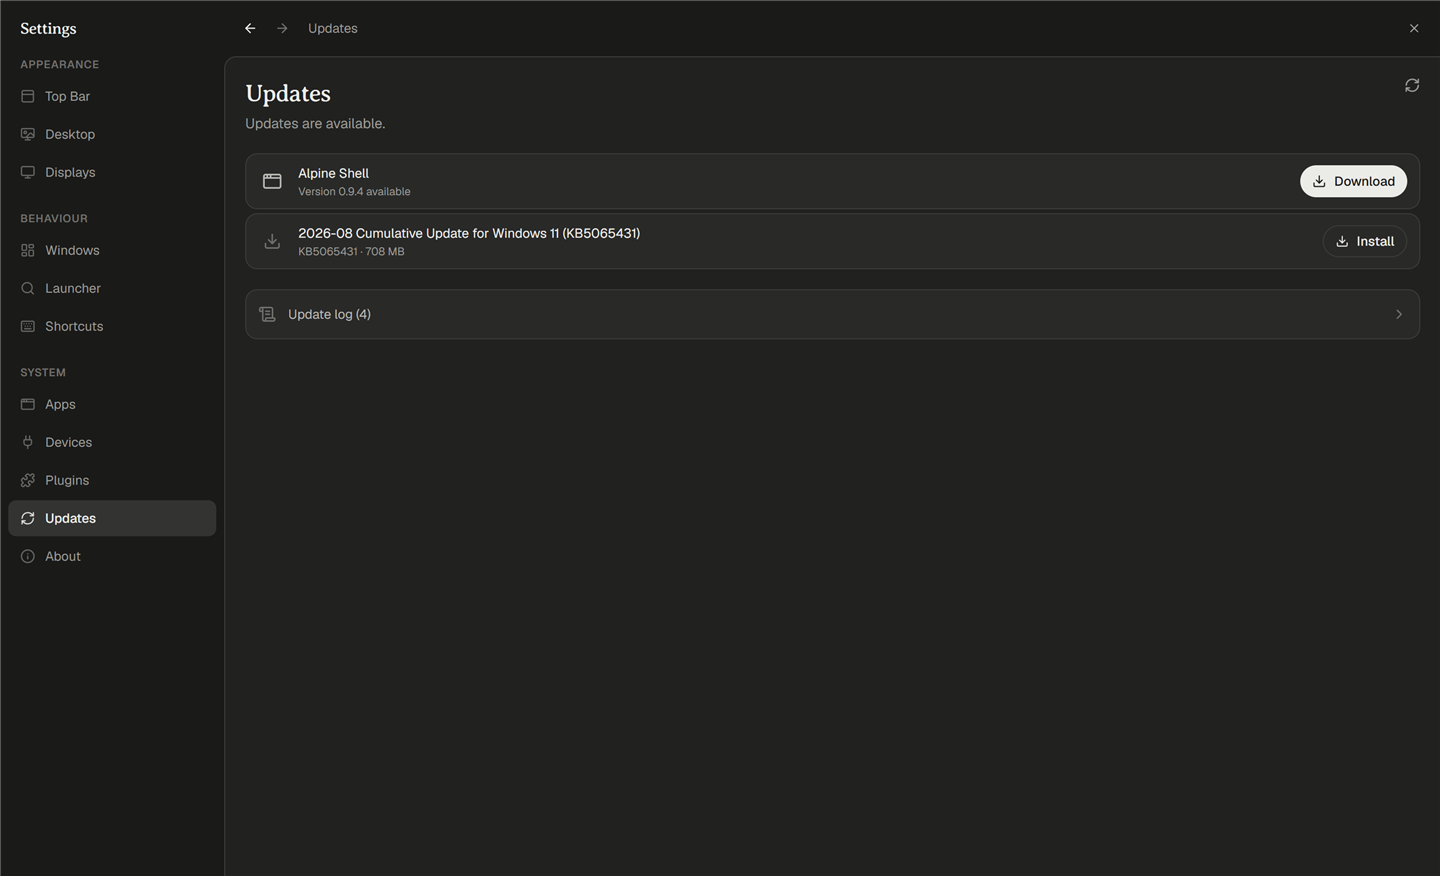 Settings
Updates
APPEARANCE
Top Bar
Desktop
Displays
BEHAVIOUR
Windows
Launcher
Shortcuts
SYSTEM
Apps
Devices
Plugins
Updates
About
Updates
Updates are available.
Alpine Shell
Version 0.9.4 available
Download
2026-08 Cumulative Update for Windows 11 (KB5065431)
KB5065431 · 708 MB
Install
Update log (4)